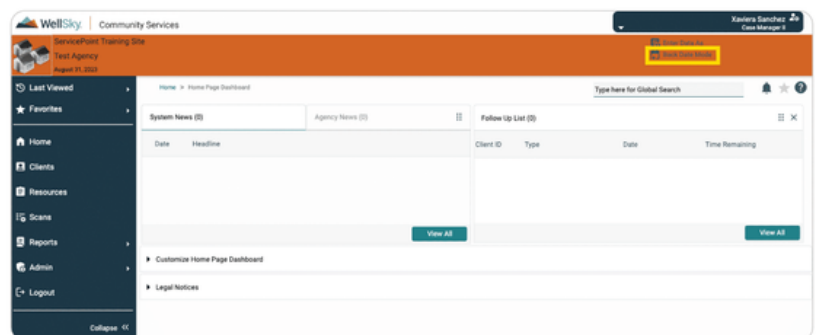 WellSky. Community Services
Xaviera Sanchez
Case Manager II
ServicePoint Training Site
Test Agency
August 31, 2023
Enter Data As
Back Date Mode
Last Viewed
Favorites
Home
Clients
Resources
Scans
Reports
Admin
Logout
Collapse
Home > Home Page Dashboard
Type here for Global Search
System News (0) Agency News (0)
Date Headline
View All
Follow Up List (0)
Client ID Type Date Time Remaining
View All
Customize Home Page Dashboard
Legal Notices